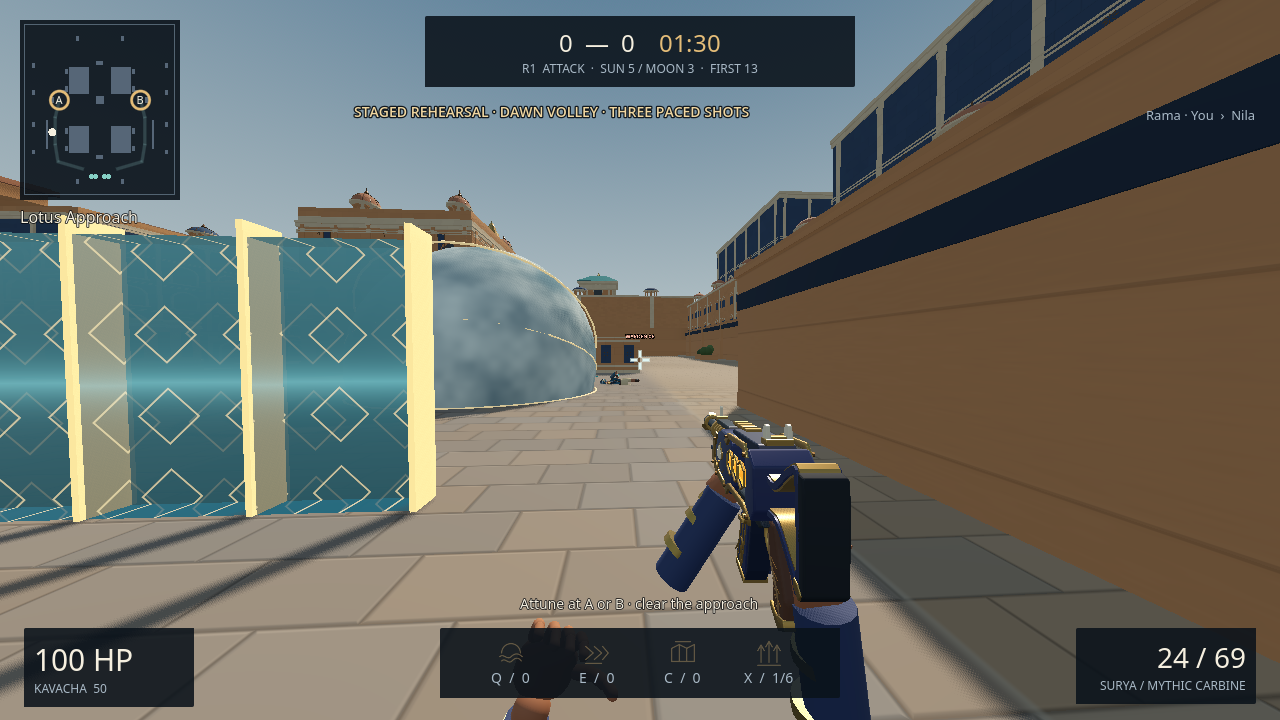 A
B
Lotus Approach
0 — 0 01:30
R1 ATTACK · SUN 5 / MOON 3 · FIRST 13
STAGED REHEARSAL · DAWN VOLLEY · THREE PACED SHOTS
Rama · You › Nila
Attune at A or B · clear the approach
100 HP
KAVACHA 50
Q / 0
E / 0
C / 0
X / 1/6
24 / 69
SURYA / MYTHIC CARBINE